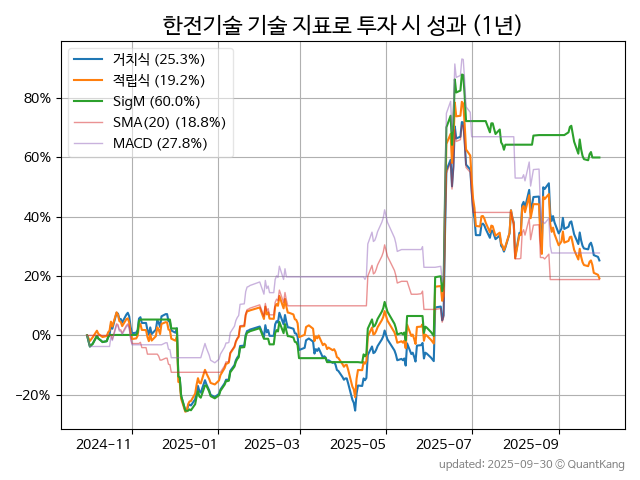 한전기술 기술 지표로 투자 시 성과 (1년)
거치식 (25.3%)
적립식 (19.2%)
SigM (60.0%)
SMA(20) (18.8%)
MACD (27.8%)
80%
60%
40%
20%
0%
−20%
2024-11 2025-01 2025-03 2025-05 2025-07 2025-09
updated: 2025-09-30 © QuantKang